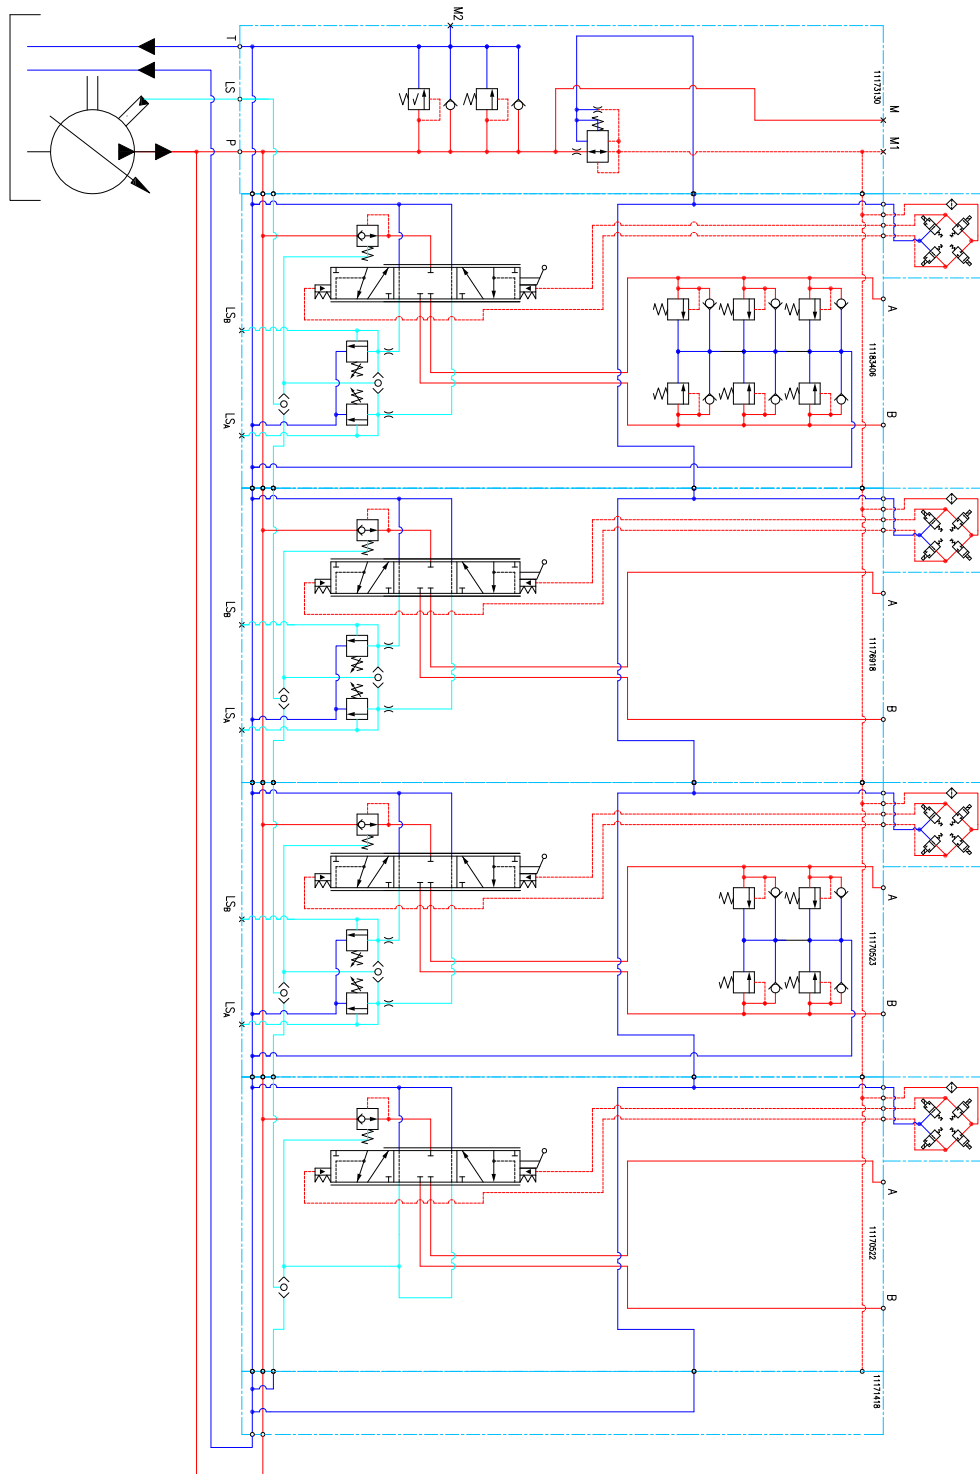 M2
T
LS
P
11173130
M
M1
A
11183406
B
LSB
LSA
A
11176918
B
LSB
LSA
A
11170523
B
LSB
LSA
A
11170522
B
11171418